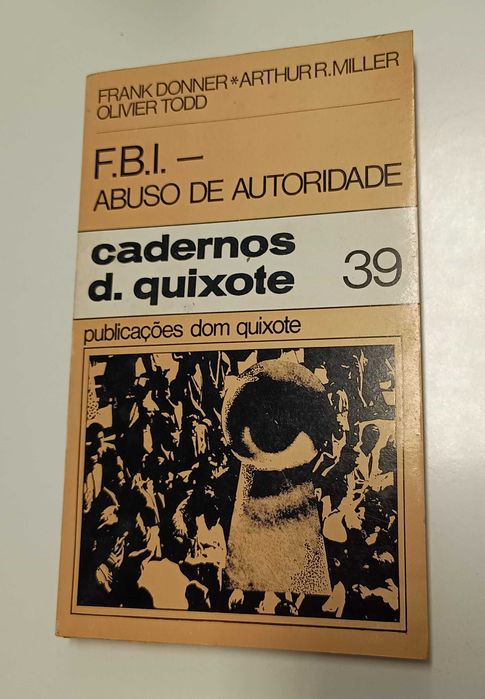 FRANK DONNER*ARTHUR R. MILLER
OLIVIER TODD
F.B.I. —
ABUSO DE AUTORIDADE
cadernos
d. quixote 39
publicações dom quixote